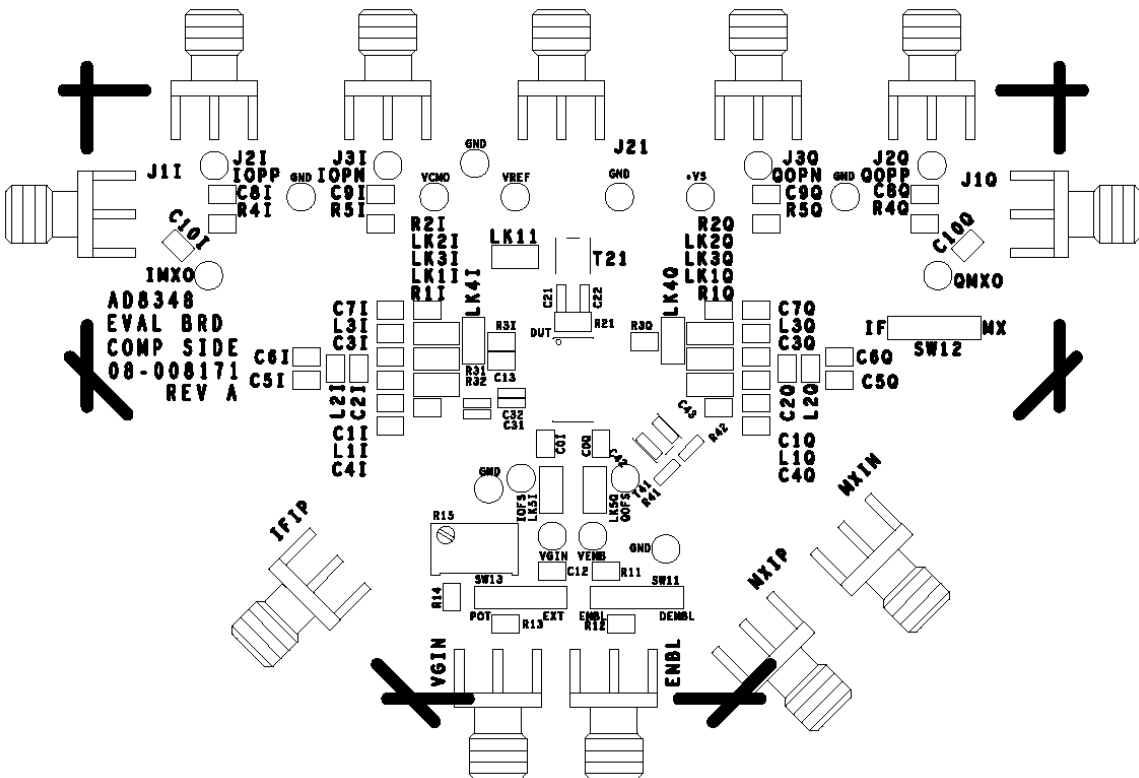 J1I
J2I
IOPP
C8I
R4I
GND
J3I
IOPN
C9I
R5I
GND
VCMO
VREF
J21
GND
+VS
J3Q
QOPN
C9Q
R5Q
GND
J2Q
QOPP
C8Q
R4Q
J1Q
C10I
IMXO
C10Q
QMXO
AD8348
EVAL BRD
COMP SIDE
08-008171
REV A
R2I
LK2I
LK3I
LK1I
R1I
LK4I
LK11
T21
C21
C22
R21
DUT
R2Q
LK2Q
LK3Q
LK1Q
R1Q
LK4Q
R3Q
R3I
C13
R31
R32
C32
C31
C7I
L3I
C3I
C6I
C5I
L2I
C2I
C1I
L1I
C4I
C7Q
L3Q
C3Q
C6Q
C5Q
C2Q
L2Q
C1Q
L1Q
C4Q
IF
MX
SW12
C43
R42
C0I
C0Q
C42
T41
R41
GND
IOFS
LK5I
LK5Q
QOFS
IFIP
R15
VGIN
VENB
GND
MXIN
MXIP
C12
R11
SW13
SW11
R14
POT
EXT
R13
ENBL
DENBL
R12
VGIN
ENBL